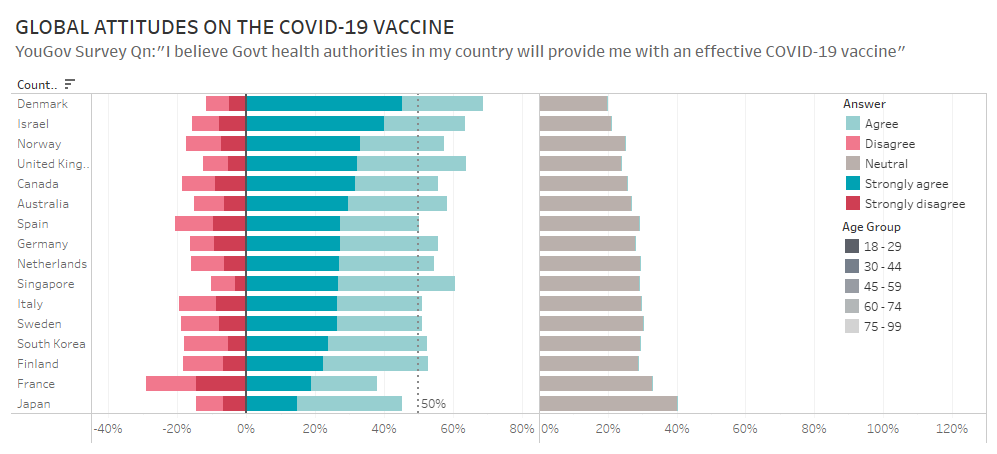 GLOBAL ATTITUDES ON THE COVID-19 VACCINE
YouGov Survey Qn:"I believe Govt health authorities in my country will provide me with an effective COVID-19 vaccine"
Count..
Denmark
Israel
Norway
United King..
Canada
Australia
Spain
Germany
Netherlands
Singapore
Italy
Sweden
South Korea
Finland
France
Japan
50%
-40% -20% 0% 20% 40% 60% 80% 0% 20% 40% 60% 80% 100% 120%
Answer
Agree
Disagree
Neutral
Strongly agree
Strongly disagree
Age Group
18 - 29
30 - 44
45 - 59
60 - 74
75 - 99